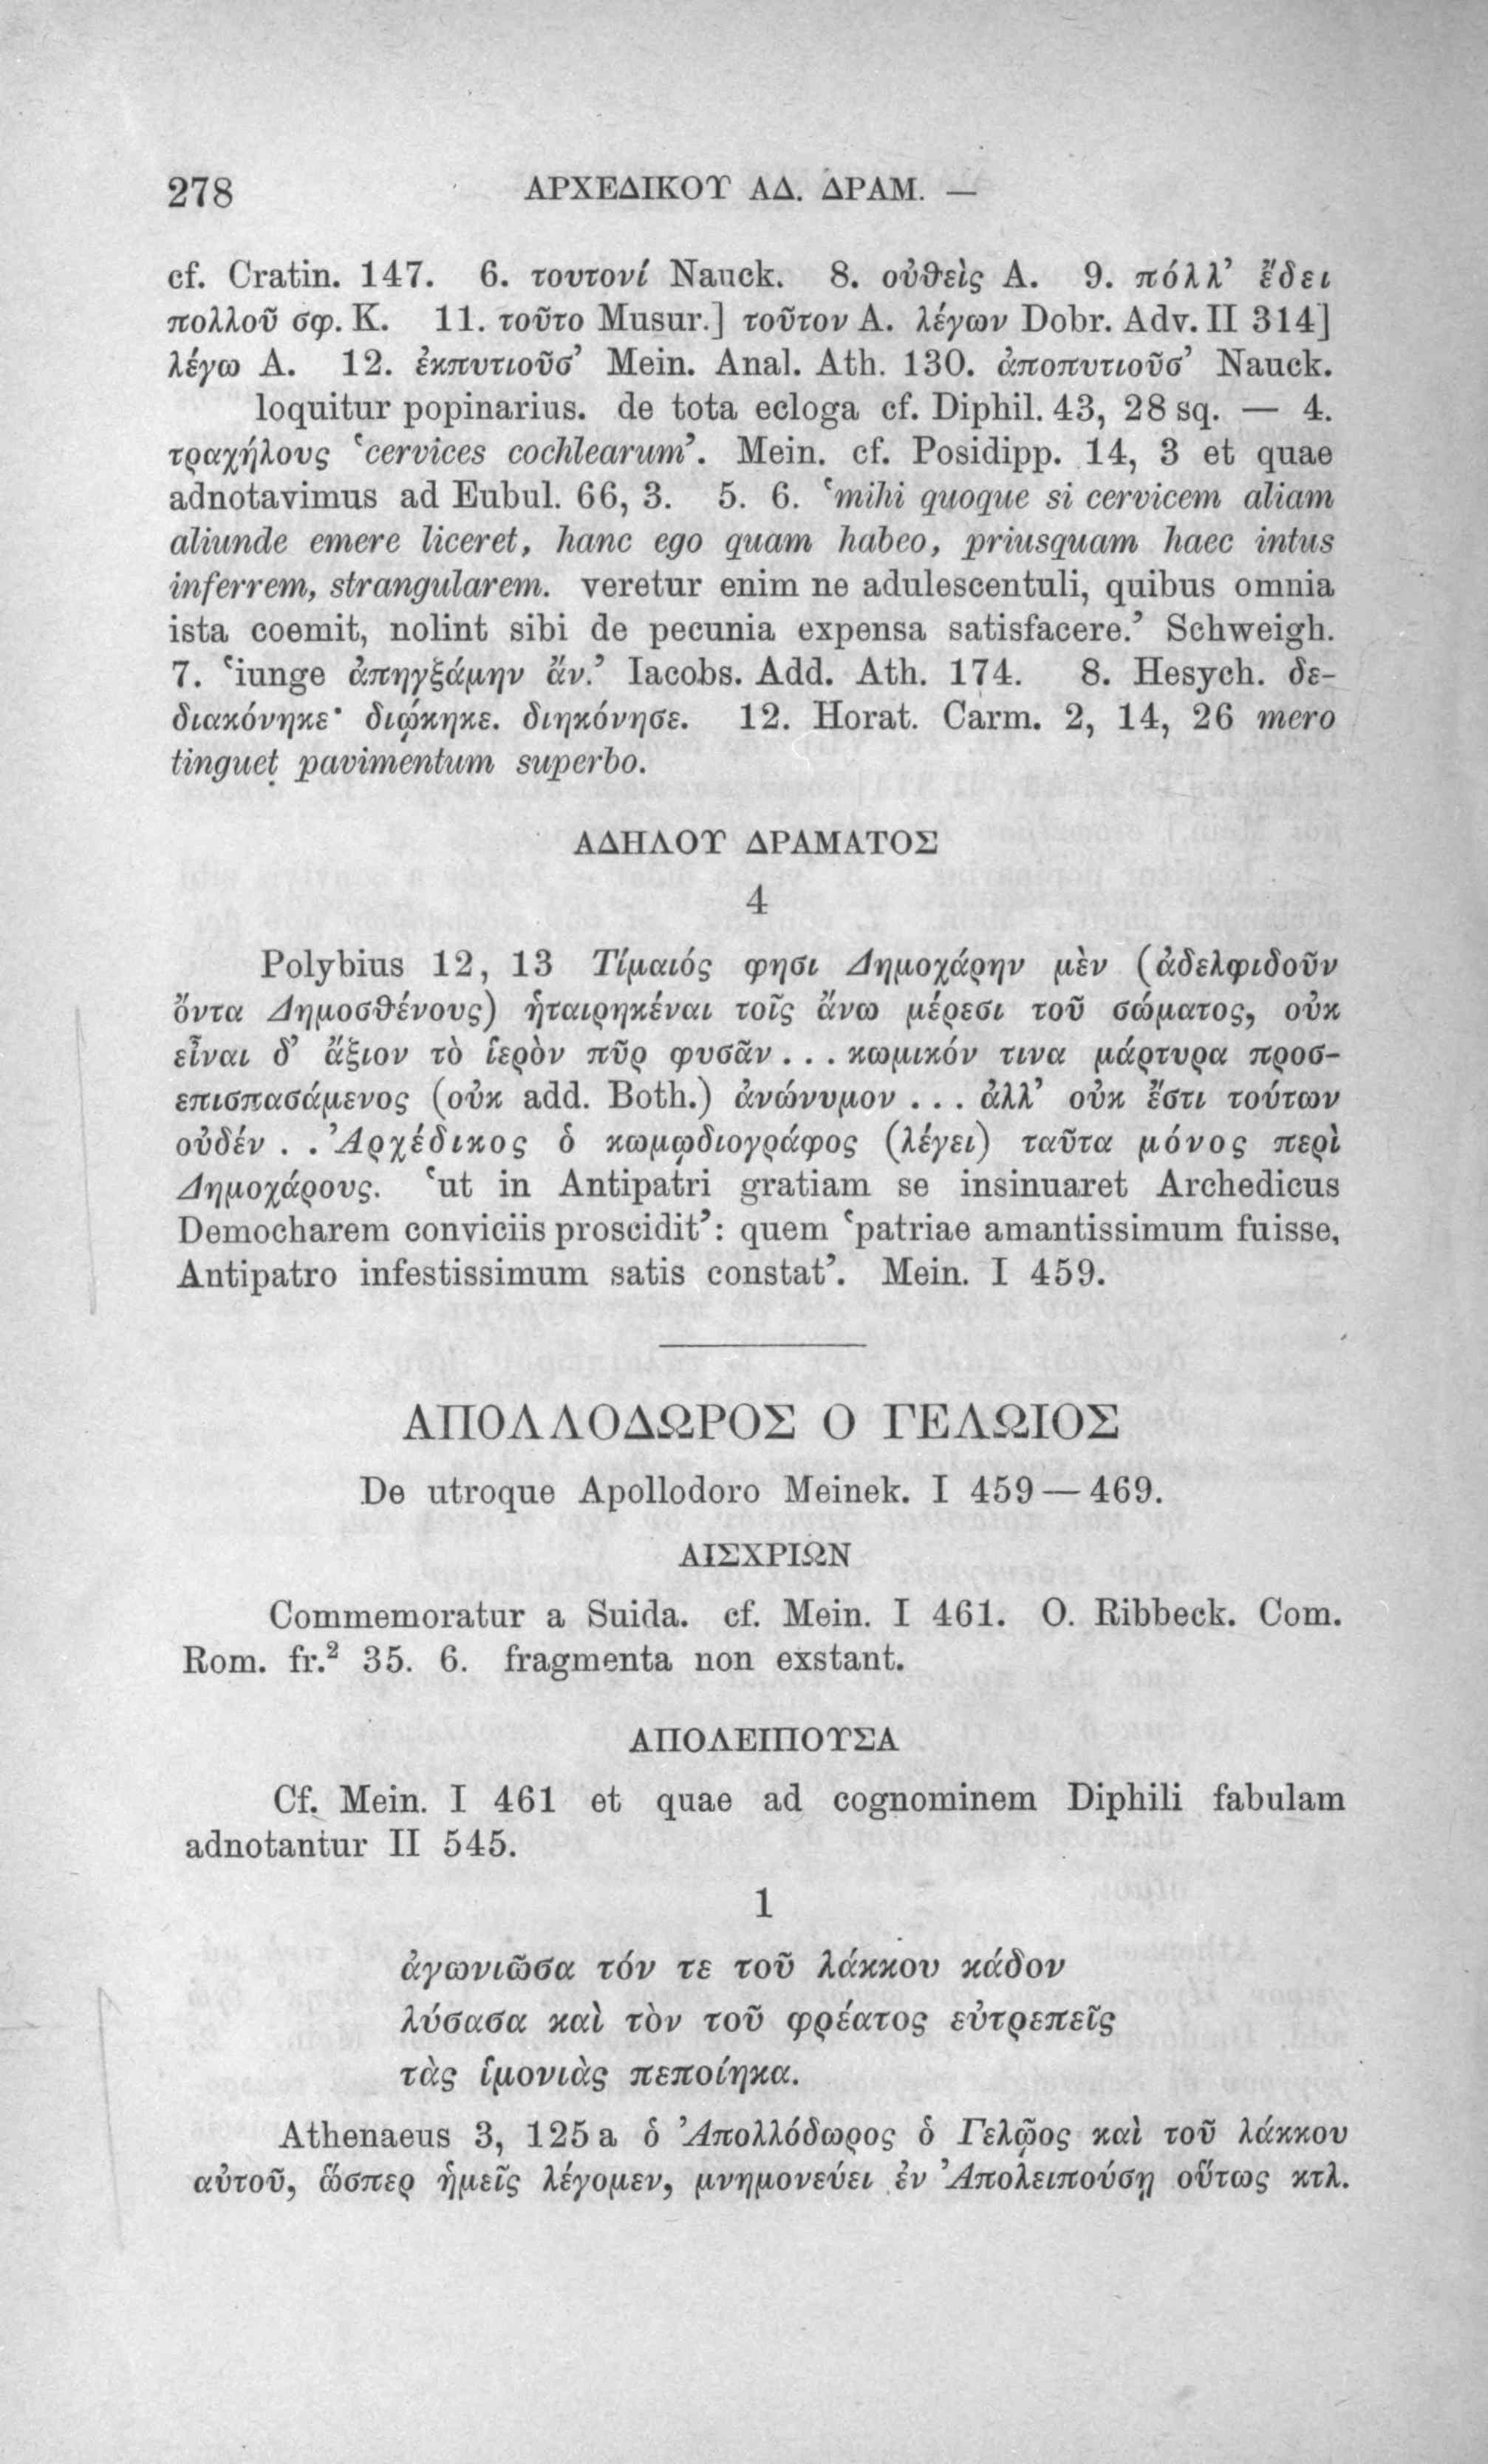 278 ΑΡΧΕΔΙΚΟΥ ΑΔ. ΔΡΑΜ. —
cf. Cratin. 147. 6. τουτονί Nauck. 8. οὐθεὶς A. 9. πόλλ’ ἔδει
πολλοῦ σφ. K. 11. τοῦτο Musur.] τοῦτον A. λέγων Dobr. Adv. II 314]
λέγω A. 12. ἐκπυτιοῦσ’ Mein. Anal. Ath. 130. ἀποπυτιοῦσ’ Nauck.
loquitur popinarius. de tota ecloga cf. Diphil. 43, 28 sq. — 4.
τραχήλους ‘cervices cochlearum’. Mein. cf. Posidipp. 14, 3 et quae
adnotavimus ad Eubul. 66, 3. 5. 6. ‘mihi quoque si cervicem aliam
aliunde emere liceret, hanc ego quam habeo, priusquam haec intus
inferrem, strangularem. veretur enim ne adulescentuli, quibus omnia
ista coemit, nolint sibi de pecunia expensa satisfacere.’ Schweigh.
7. ‘iunge ἀπηγξάμην ἄν.’ Iacobs. Add. Ath. 174. 8. Hesych. δε-
διακόνηκε· διῴκηκε. διηκόνησε. 12. Horat. Carm. 2, 14, 26 mero
tinguet pavimentum superbo.
ΑΔΗΛΟΥ ΔΡΑΜΑΤΟΣ
4
Polybius 12, 13 Τίμαιός φησι Δημοχάρην μὲν (ἀδελφιδοῦν
ὄντα Δημοσθένους) ἡταιρηκέναι τοῖς ἄνω μέρεσι τοῦ σώματος, οὐκ
εἶναι δ’ ἄξιον τὸ ἱερὸν πῦρ φυσᾶν . . . κωμικόν τινα μάρτυρα προσ-
επισπασάμενος (οὐκ add. Both.) ἀνώνυμον . . . ἀλλ’ οὐκ ἔστι τούτων
οὐδέν . . Ἀρχέδικος ὁ κωμῳδιογράφος (λέγει) ταῦτα μόνος περὶ
Δημοχάρους. ‘ut in Antipatri gratiam se insinuaret Archedicus
Democharem conviciis proscidit’: quem ‘patriae amantissimum fuisse,
Antipatro infestissimum satis constat’. Mein. I 459.
ΑΠΟΛΛΟΔΩΡΟΣ Ο ΓΕΛΩΙΟΣ
De utroque Apollodoro Meinek. I 459 — 469.
ΑΙΣΧΡΙΩΝ
Commemoratur a Suida. cf. Mein. I 461. O. Ribbeck. Com.
Rom. fr.² 35. 6. fragmenta non exstant.
ΑΠΟΛΕΙΠΟΥΣΑ
Cf. Mein. I 461 et quae ad cognominem Diphili fabulam
adnotantur II 545.
1
ἀγωνιῶσα τόν τε τοῦ λάκκου κάδον
λύσασα καὶ τὸν τοῦ φρέατος εὐτρεπεῖς
τὰς ἱμονιὰς πεποίηκα.
Athenaeus 3, 125 a ὁ Ἀπολλόδωρος ὁ Γελῷος καὶ τοῦ λάκκου
αὐτοῦ, ὥσπερ ἡμεῖς λέγομεν, μνημονεύει ἐν Ἀπολειπούσῃ οὕτως κτλ.